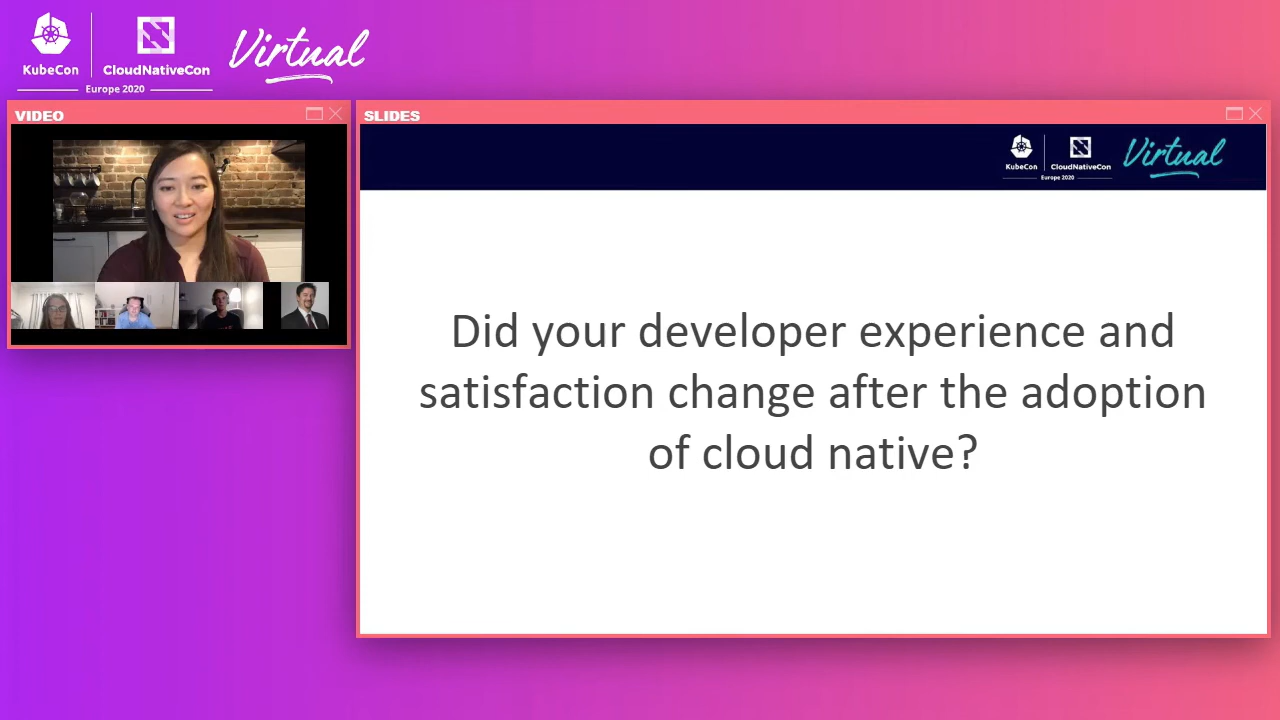 KubeCon
CloudNativeCon
Europe 2020
Virtual
VIDEO
SLIDES
KubeCon
CloudNativeCon
Europe 2020
Virtual
Did your developer experience and
satisfaction change after the adoption
of cloud native?